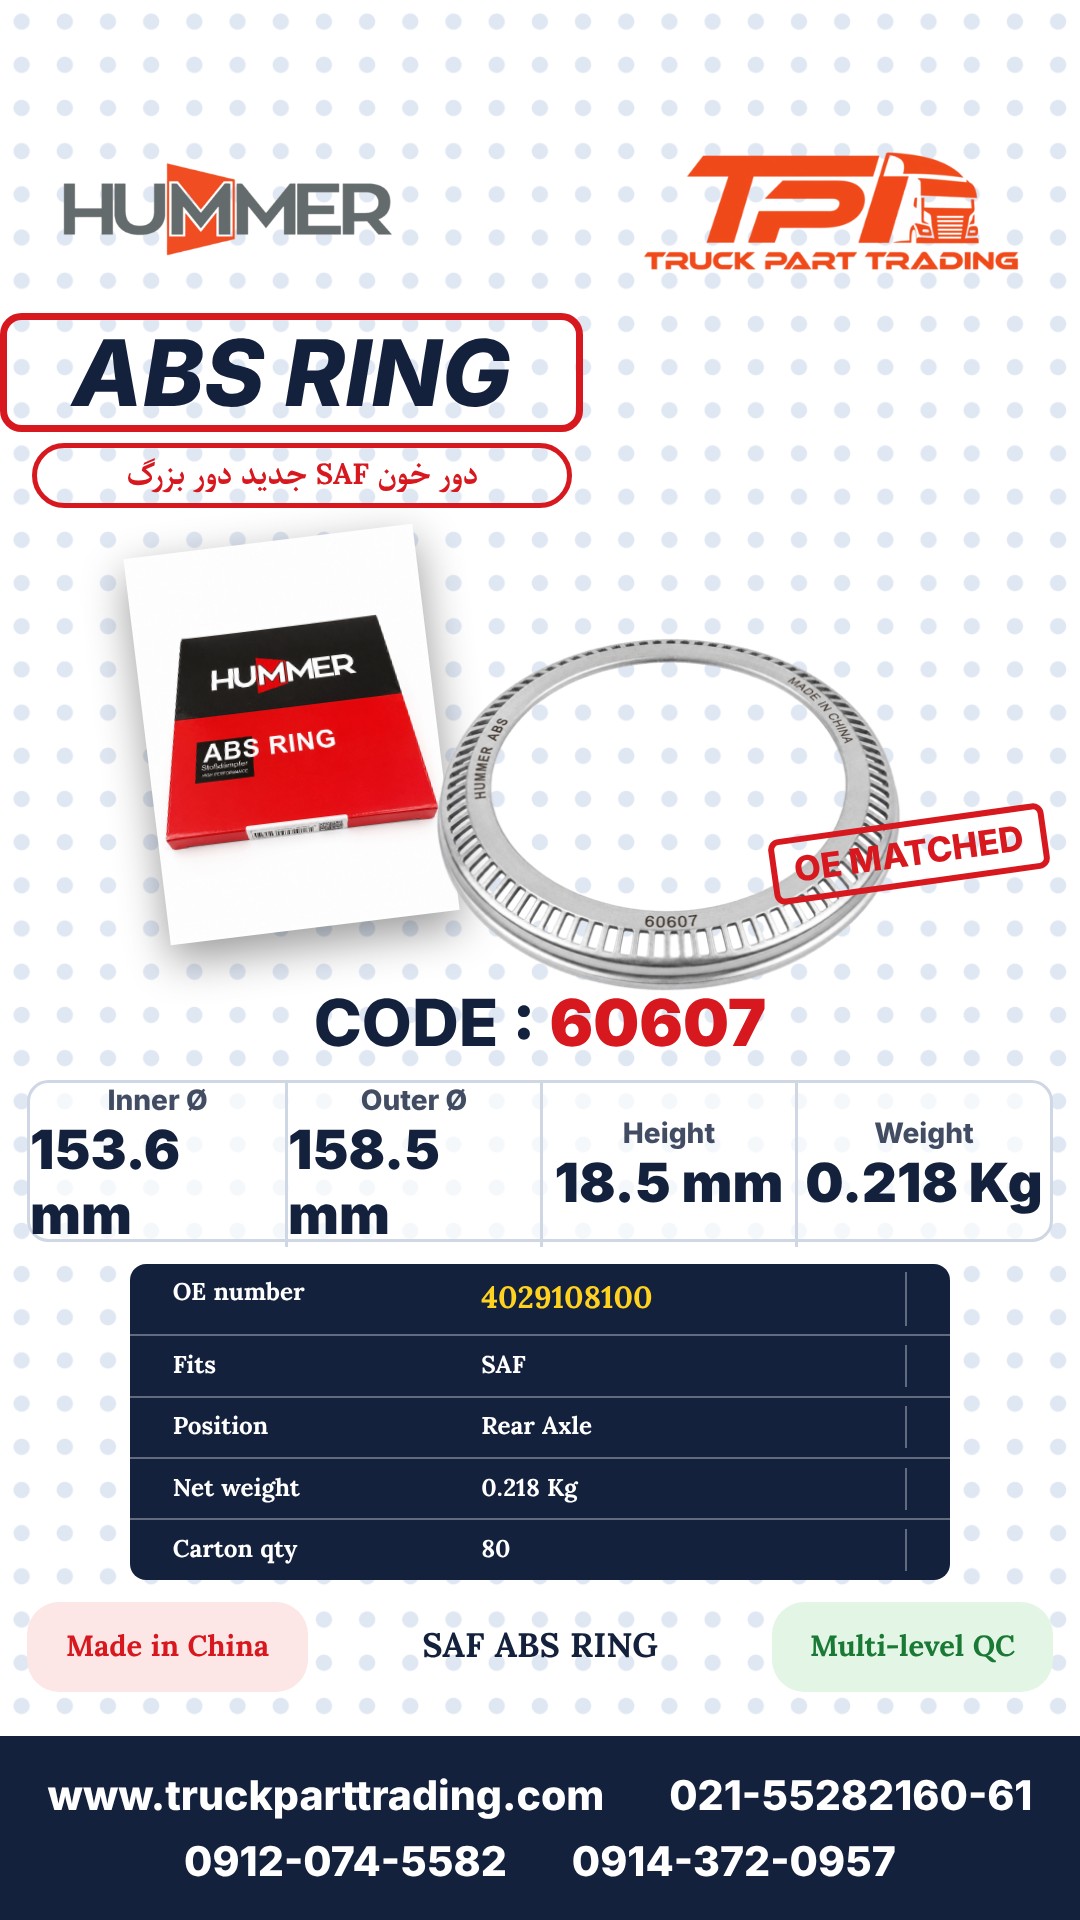 HUMMER
TPT
TRUCK PART TRADING
ABS RING
دور خون SAF جدید دور بزرگ
HUMMER
ABS RING
Stoßdämpfer
HIGH PERFORMANCE
HUMMER ABS
MADE IN CHINA
60607
OE MATCHED
CODE : 60607
Inner Ø
153.6 mm
Outer Ø
158.5 mm
Height
18.5 mm
Weight
0.218 Kg
OE number 4029108100
Fits SAF
Position Rear Axle
Net weight 0.218 Kg
Carton qty 80
Made in China
SAF ABS RING
Multi-level QC
www.truckparttrading.com 021-55282160-61
0912-074-5582 0914-372-0957